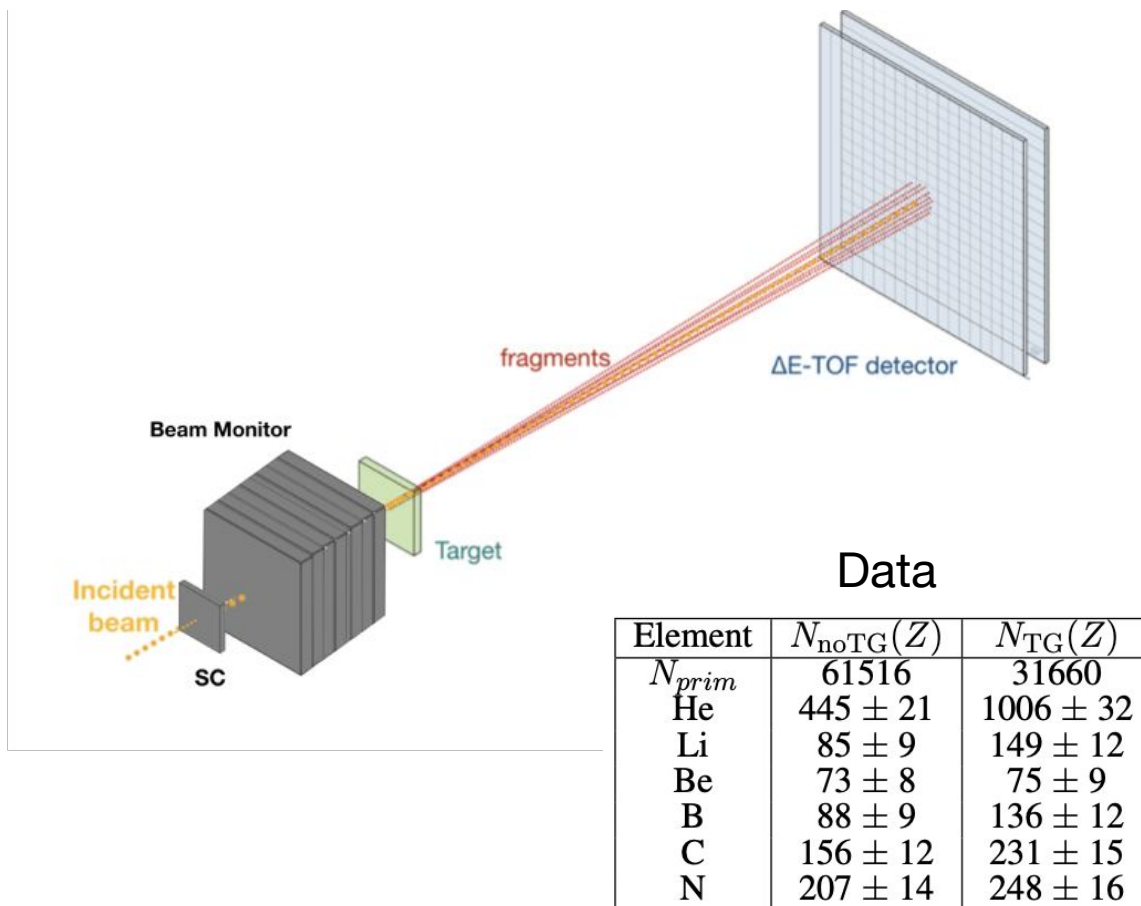 fragments
ΔE-TOF detector
Beam Monitor
Target
Incident
beam
SC
Data
Element N_noTG(Z) N_TG(Z)
N_prim 61516 31660
He 445 ± 21 1006 ± 32
Li 85 ± 9 149 ± 12
Be 73 ± 8 75 ± 9
B 88 ± 9 136 ± 12
C 156 ± 12 231 ± 15
N 207 ± 14 248 ± 16